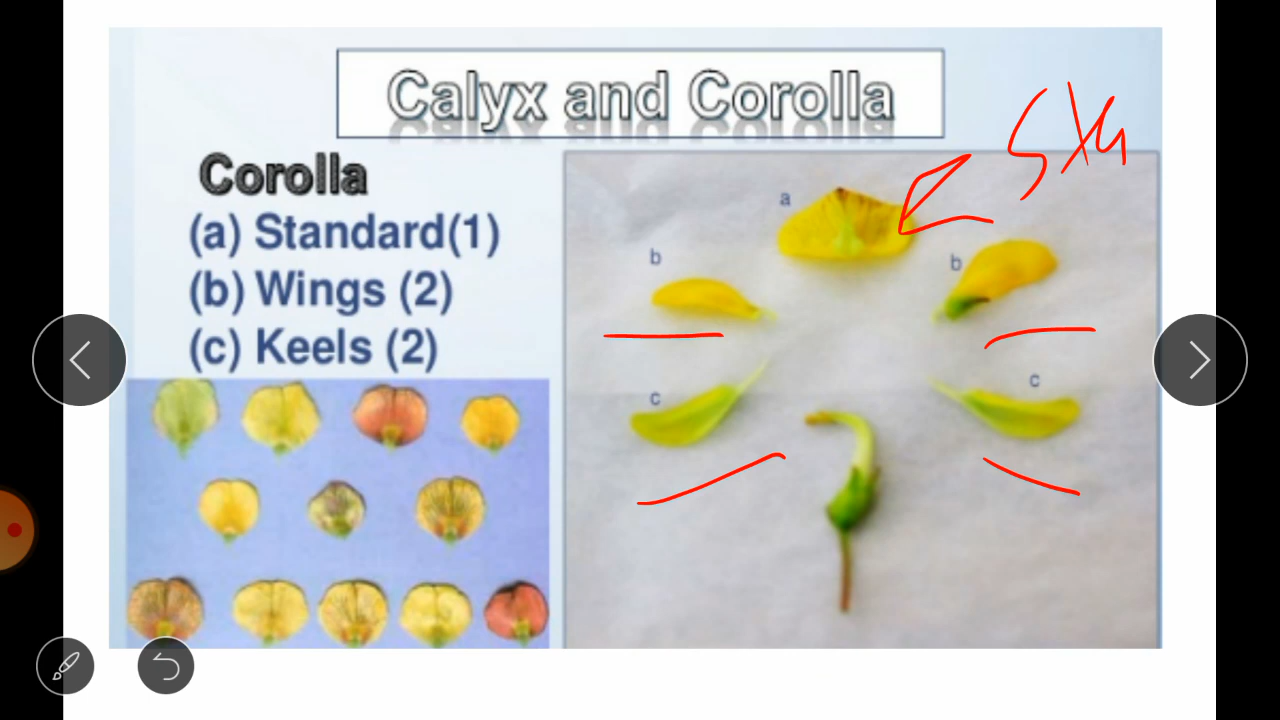 Calyx and Corolla
Corolla
(a) Standard(1)
(b) Wings (2)
(c) Keels (2)
a
b
b
c
c